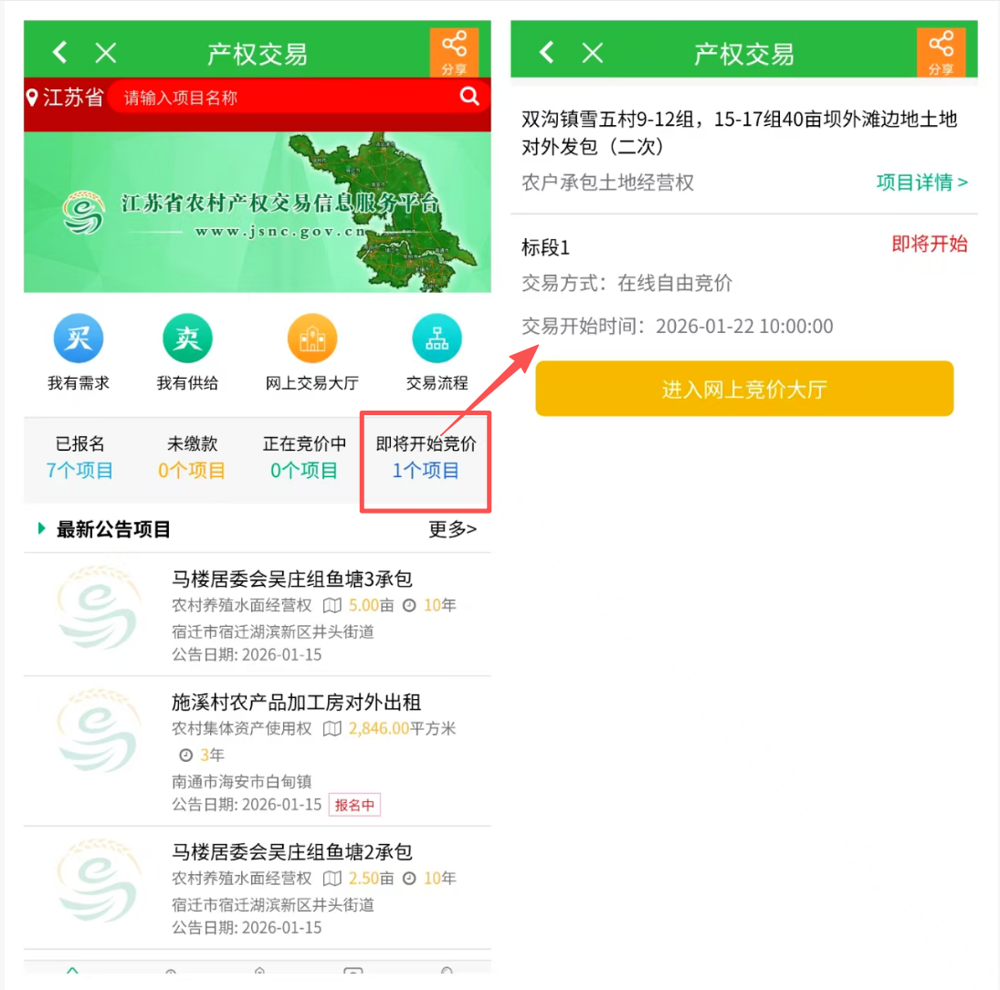 产权交易
分享
江苏省
请输入项目名称
江苏省农村产权交易信息服务平台
www.jsnc.gov.cn
买
卖
我有需求
我有供给
网上交易大厅
交易流程
已报名
未缴款
正在竞价中
即将开始竞价
7个项目
0个项目
0个项目
1个项目
最新公告项目
更多>
马楼居委会吴庄组鱼塘3承包
农村养殖水面经营权 5.00亩 10年
宿迁市宿迁湖滨新区井头街道
公告日期: 2026-01-15
施溪村农产品加工房对外出租
农村集体资产使用权 2,846.00平方米
3年
南通市海安市白甸镇
公告日期: 2026-01-15 报名中
马楼居委会吴庄组鱼塘2承包
农村养殖水面经营权 2.50亩 10年
宿迁市宿迁湖滨新区井头街道
公告日期: 2026-01-15
产权交易
分享
双沟镇雪五村9-12组，15-17组40亩坝外滩边地土地
对外发包（二次）
农户承包土地经营权
项目详情 >
标段1
即将开始
交易方式：在线自由竞价
交易开始时间：2026-01-22 10:00:00
进入网上竞价大厅